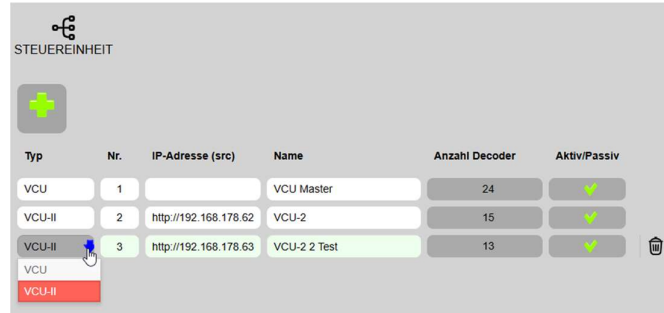 STEUEREINHEIT
Typ Nr. IP-Adresse (src) Name Anzahl Decoder Aktiv/Passiv
VCU 1 VCU Master 24
VCU-II 2 http://192.168.178.62 VCU-2 15
VCU-II 3 http://192.168.178.63 VCU-2 2 Test 13
VCU
VCU-II